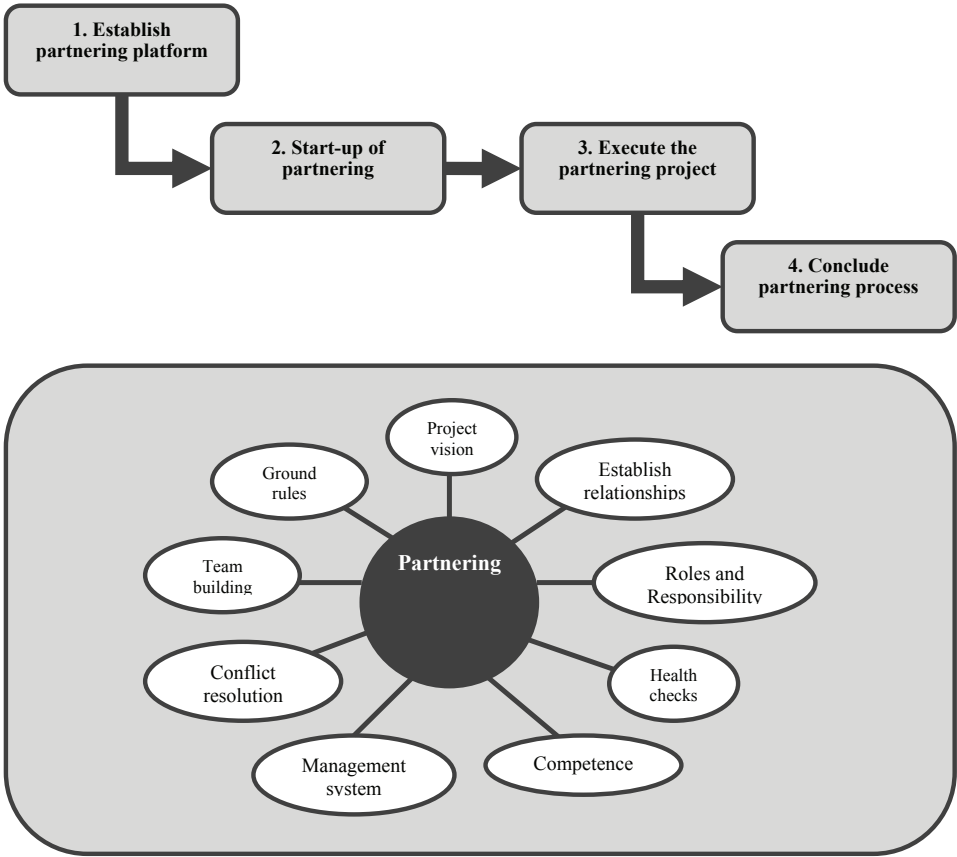 1. Establish
partnering platform
2. Start-up of
partnering
3. Execute the
partnering project
4. Conclude
partnering process
Project
vision
Ground
rules
Establish
relationships
Partnering
Team
building
Roles and
Responsibility
Conflict
resolution
Health
checks
Management
system
Competence